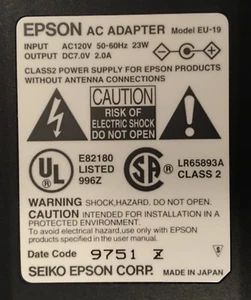 EPSON AC ADAPTER Model EU-19
INPUT AC120V 50-60Hz 23W
OUTPUT DC7.0V 2.0A
CLASS2 POWER SUPPLY FOR EPSON PRODUCTS
WITHOUT ANTENNA CONNECTIONS
CAUTION
RISK OF
ELECTRIC SHOCK
DO NOT OPEN
UL
E82180
LISTED
996Z
SA
LR65893A
CLASS 2
WARNING SHOCK,HAZARD. DO NOT OPEN.
CAUTION INTENDED FOR INSTALLATION IN A
PROTECTIVE ENVIRONMENT.
To avoid electrical hazard,use only with EPSON
products specified in the user manual.
Date Code 9751 Z
SEIKO EPSON CORP. MADE IN JAPAN